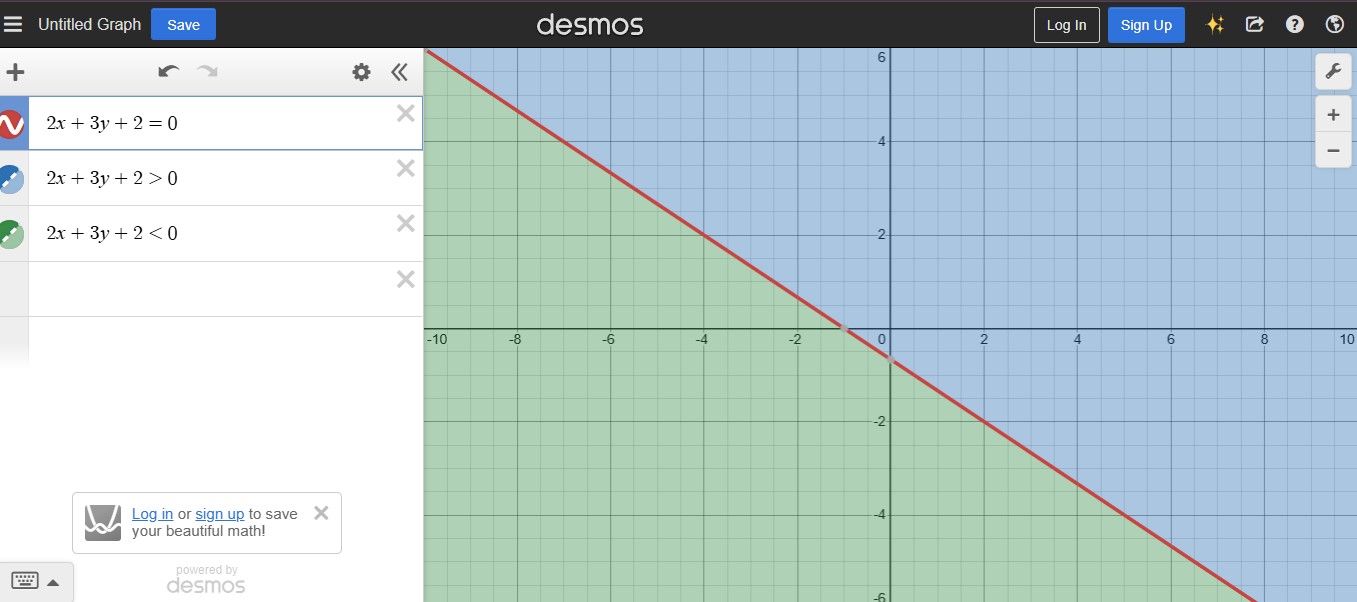 Untitled Graph Save desmos Log In Sign Up
2x + 3y + 2 = 0
2x + 3y + 2 > 0
2x + 3y + 2 < 0
Log in or sign up to save
your beautiful math!
powered by
desmos
6
4
2
-10 -8 -6 -4 -2 0 2 4 6 8 10
-2
-4
-6